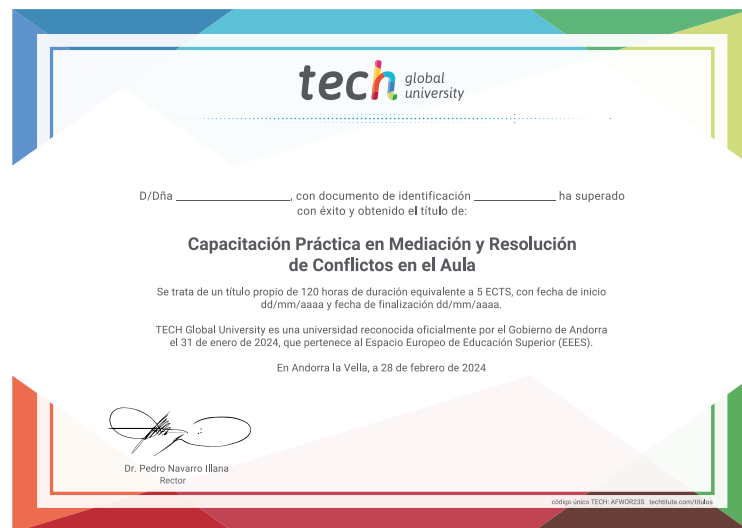 tech global university
D/Dña ________________, con documento de identificación ____________ ha superado
con éxito y obtenido el título de:
Capacitación Práctica en Mediación y Resolución
de Conflictos en el Aula
Se trata de un título propio de 120 horas de duración equivalente a 5 ECTS, con fecha de inicio
dd/mm/aaaa y fecha de finalización dd/mm/aaaa.
TECH Global University es una universidad reconocida oficialmente por el Gobierno de Andorra
el 31 de enero de 2024, que pertenece al Espacio Europeo de Educación Superior (EEES).
En Andorra la Vella, a 28 de febrero de 2024
Dr. Pedro Navarro Illana
Rector
código único TECH: AFWOR23S techtitute.com/titulos